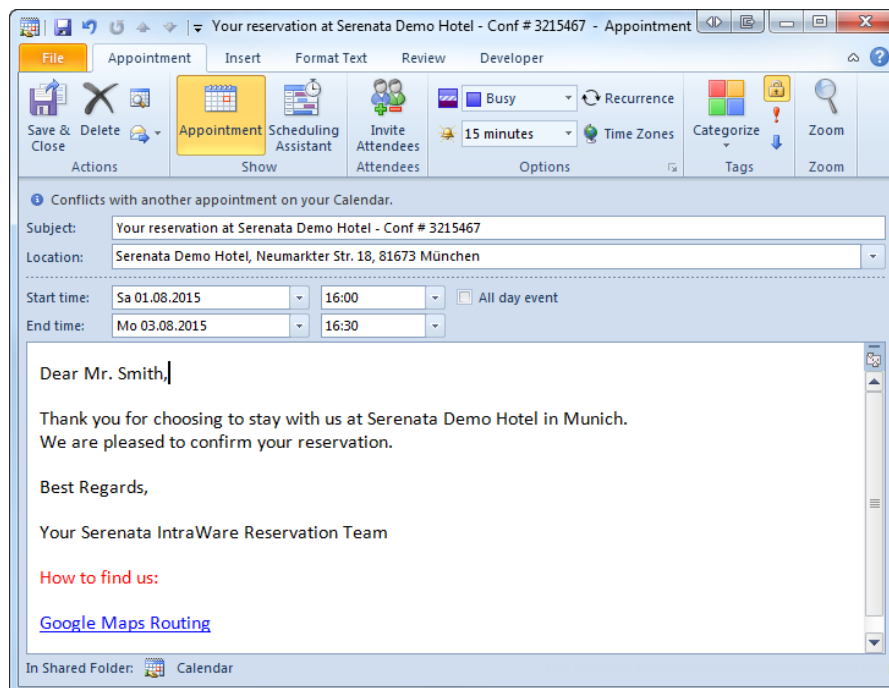 Your reservation at Serenata Demo Hotel - Conf # 3215467 - Appointment
File Appointment Insert Format Text Review Developer
Save & Close
Delete
Appointment
Scheduling Assistant
Invite Attendees
Busy
Recurrence
15 minutes
Time Zones
Categorize
Zoom
Actions Show Attendees Options Tags Zoom
Conflicts with another appointment on your Calendar.
Subject: Your reservation at Serenata Demo Hotel - Conf # 3215467
Location: Serenata Demo Hotel, Neumarkter Str. 18, 81673 München
Start time: Sa 01.08.2015 16:00 All day event
End time: Mo 03.08.2015 16:30
Dear Mr. Smith,
Thank you for choosing to stay with us at Serenata Demo Hotel in Munich.
We are pleased to confirm your reservation.
Best Regards,
Your Serenata IntraWare Reservation Team
How to find us:
Google Maps Routing
In Shared Folder: Calendar